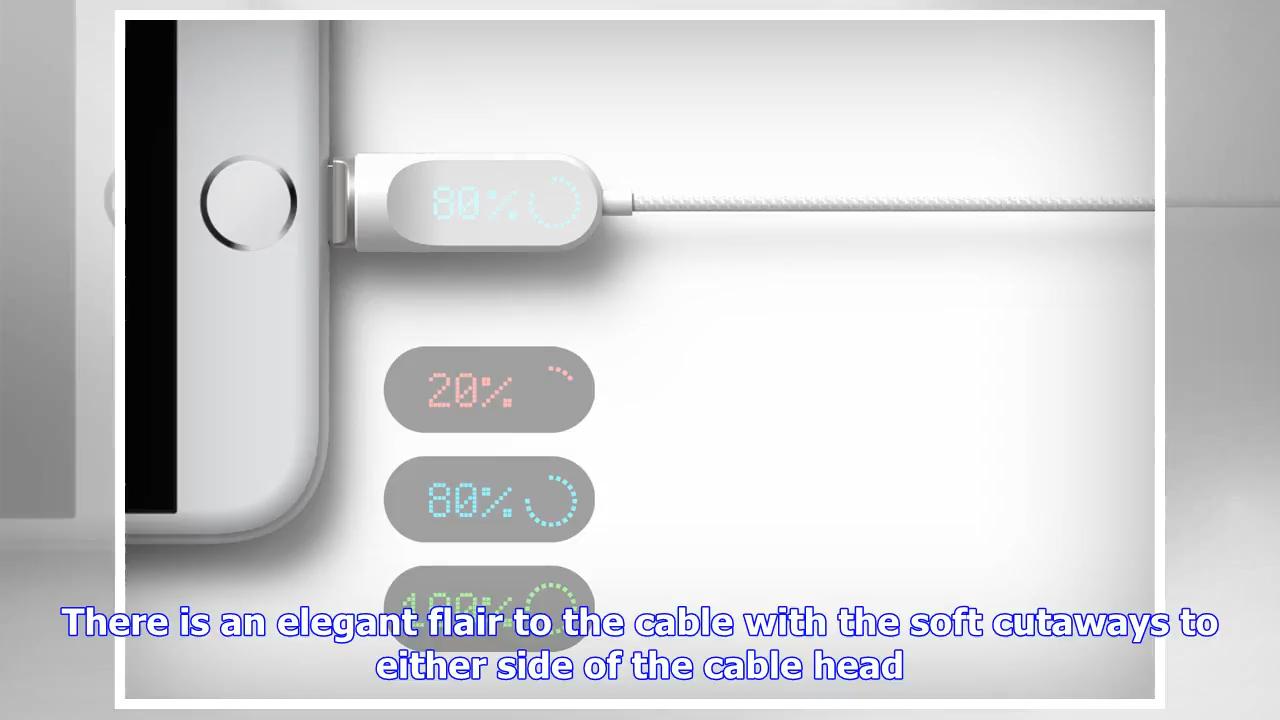 80%
20%
80%
100%
There is an elegant flair to the cable with the soft cutaways to
either side of the cable head